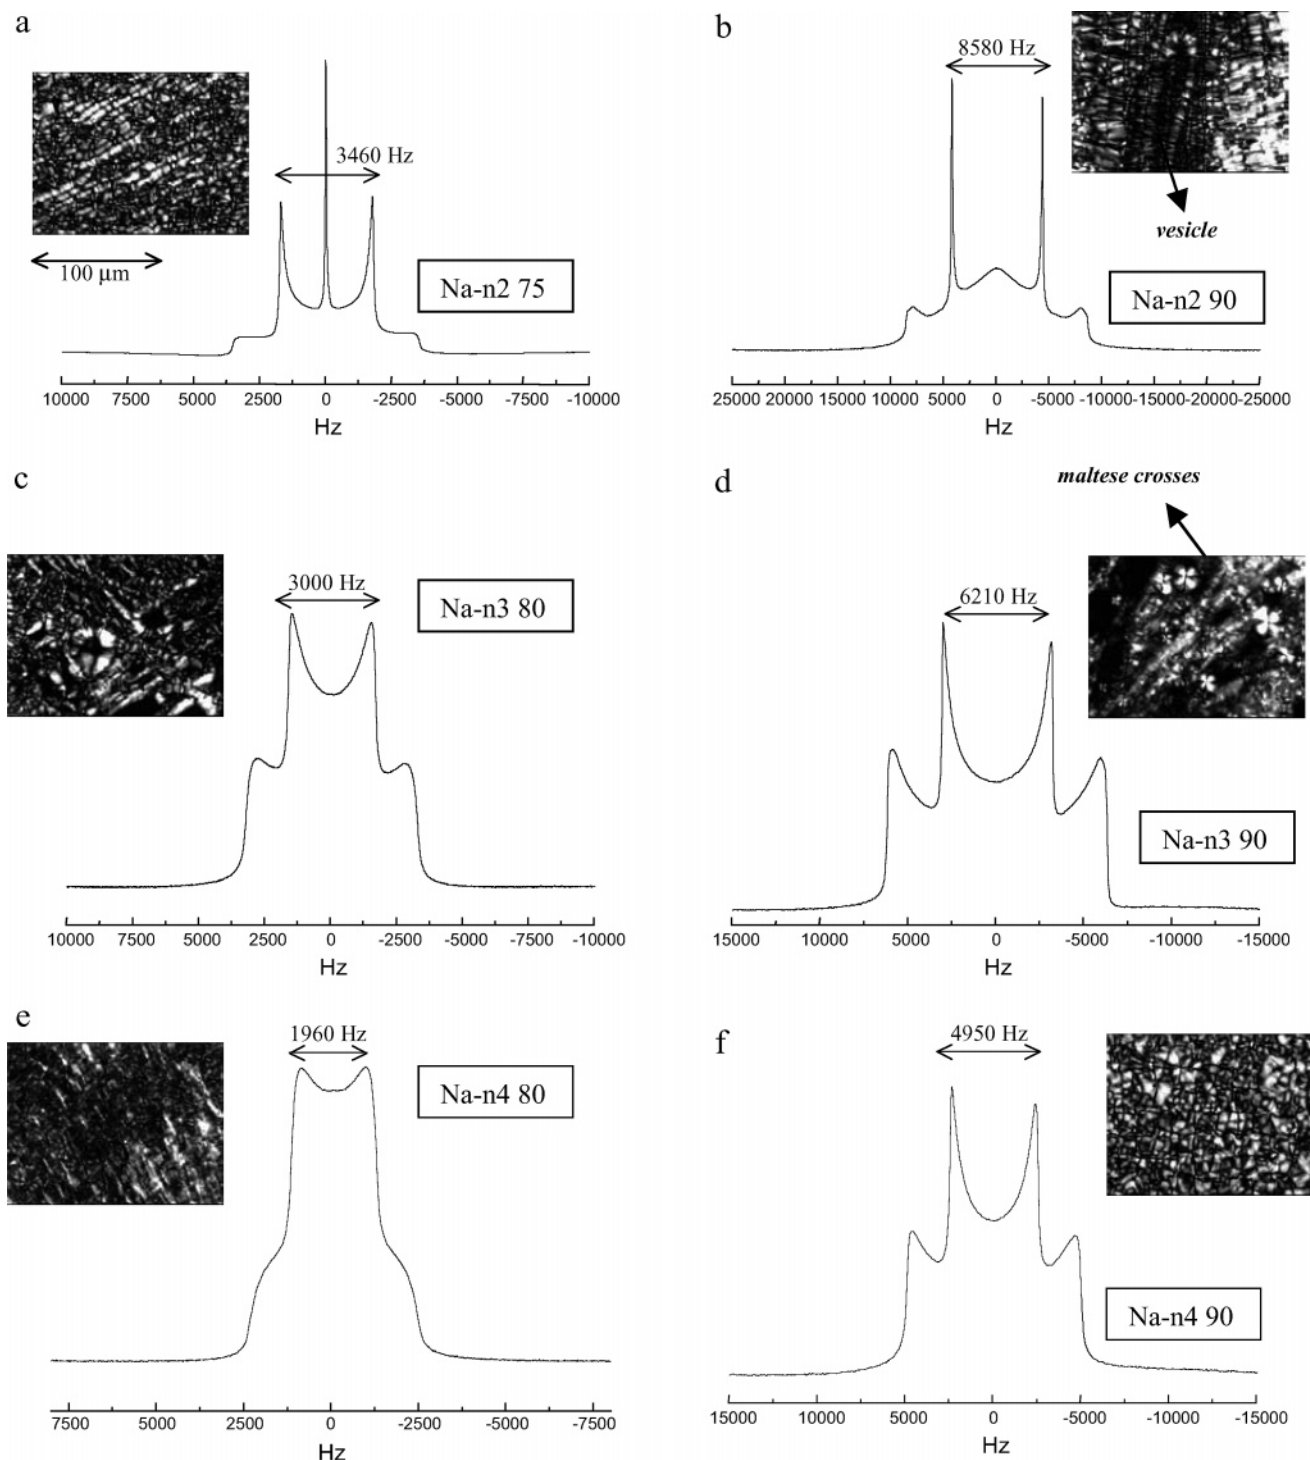 a
3460 Hz
100 µm
Na-n2 75
10000 7500 5000 2500 0 -2500 -5000 -7500 -10000
Hz
b
8580 Hz
vesicle
Na-n2 90
25000 20000 15000 10000 5000 0 -5000 -10000 -15000 -20000 -25000
Hz
c
3000 Hz
Na-n3 80
10000 7500 5000 2500 0 -2500 -5000 -7500 -10000
Hz
maltese crosses
d
6210 Hz
Na-n3 90
15000 10000 5000 0 -5000 -10000 -15000
Hz
e
1960 Hz
Na-n4 80
7500 5000 2500 0 -2500 -5000 -7500
Hz
f
4950 Hz
Na-n4 90
15000 10000 5000 0 -5000 -10000 -15000
Hz